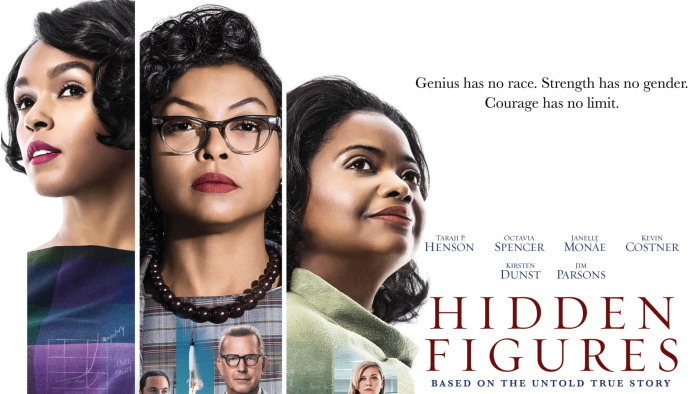 Genius has no race. Strength has no gender.
Courage has no limit.
TARAJI P. HENSON
OCTAVIA SPENCER
JANELLE MONÁE
KEVIN COSTNER
KIRSTEN DUNST
JIM PARSONS
HIDDEN
FIGURES
BASED ON THE UNTOLD TRUE STORY
trajectory